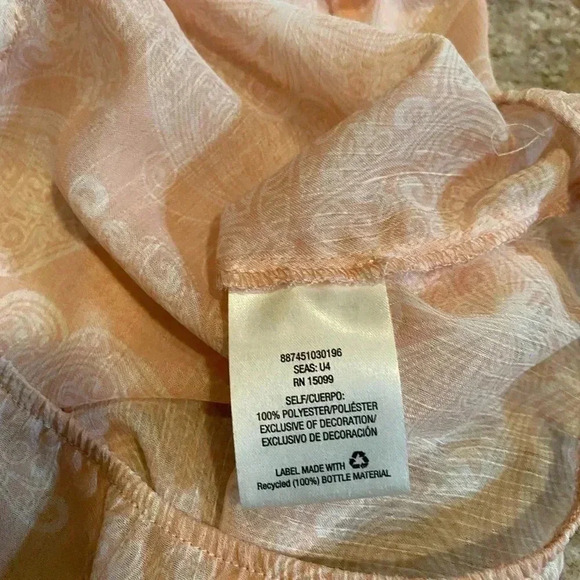 887451030196
SEAS: U4
RN 15099
SELF/CUERPO:
100% POLYESTER/POLIÉSTER
EXCLUSIVE OF DECORATION/
EXCLUSIVO DE DECORACIÓN
LABEL MADE WITH
Recycled (100%) BOTTLE MATERIAL